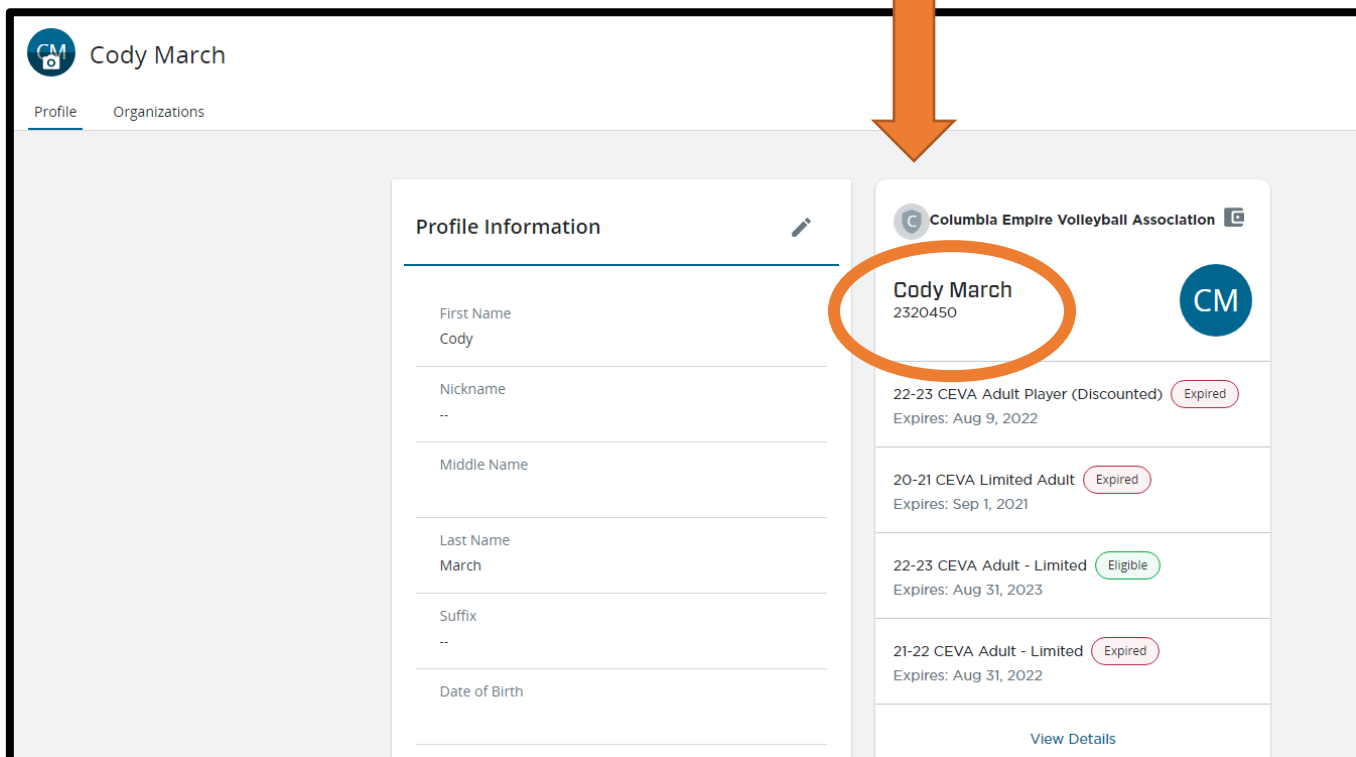 CM
Cody March
Profile Organizations
Profile Information
First Name
Cody
Nickname
--
Middle Name
Last Name
March
Suffix
--
Date of Birth
C Columbia Empire Volleyball Association
Cody March
2320450
CM
22-23 CEVA Adult Player (Discounted) Expired
Expires: Aug 9, 2022
20-21 CEVA Limited Adult Expired
Expires: Sep 1, 2021
22-23 CEVA Adult - Limited Eligible
Expires: Aug 31, 2023
21-22 CEVA Adult - Limited Expired
Expires: Aug 31, 2022
View Details